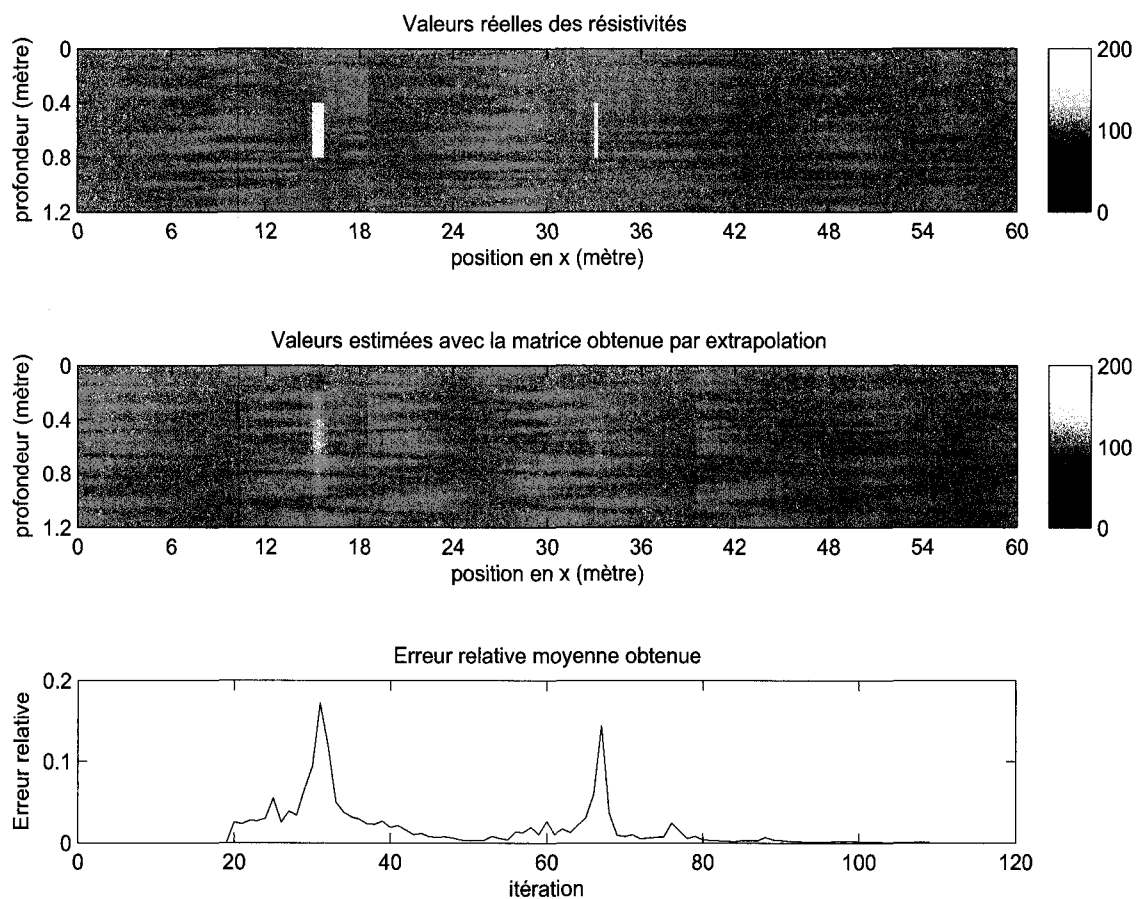 Valeurs réelles des résistivités
profondeur (mètre)
0
0.4
0.8
1.2
0 6 12 18 24 30 36 42 48 54 60
position en x (mètre)
200
100
0
Valeurs estimées avec la matrice obtenue par extrapolation
profondeur (mètre)
0
0.4
0.8
1.2
0 6 12 18 24 30 36 42 48 54 60
position en x (mètre)
200
100
0
Erreur relative moyenne obtenue
Erreur relative
0.2
0.1
0
0 20 40 60 80 100 120
itération